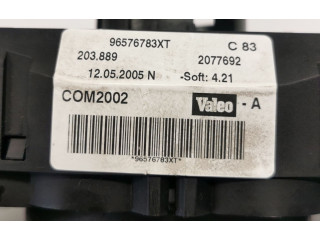 96576783XT C 83
203.889 2077692
12.05.2005 N -Soft: 4.21
COM2002 Valeo - A
*96576783XT*